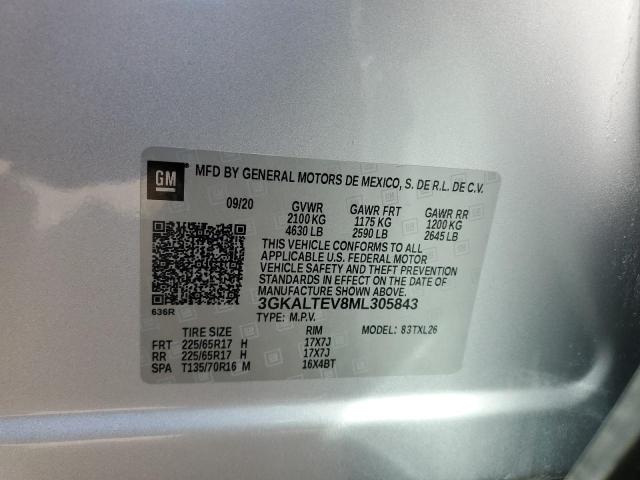 GM
MFD BY GENERAL MOTORS DE MEXICO, S. DE R.L. DE C.V.
09/20 GVWR GAWR FRT GAWR RR
2100 KG 1175 KG 1200 KG
4630 LB 2590 LB 2645 LB
THIS VEHICLE CONFORMS TO ALL
APPLICABLE U.S. FEDERAL MOTOR
VEHICLE SAFETY AND THEFT PREVENTION
STANDARDS IN EFFECT ON THE DATE OF
MANUFACTURE SHOWN ABOVE.
636R 3GKALTEV8ML305843
TYPE: M.P.V.
TIRE SIZE RIM MODEL: 83TXL26
FRT 225/65R17 H 17X7J
RR 225/65R17 H 17X7J
SPA T135/70R16 M 16X4BT